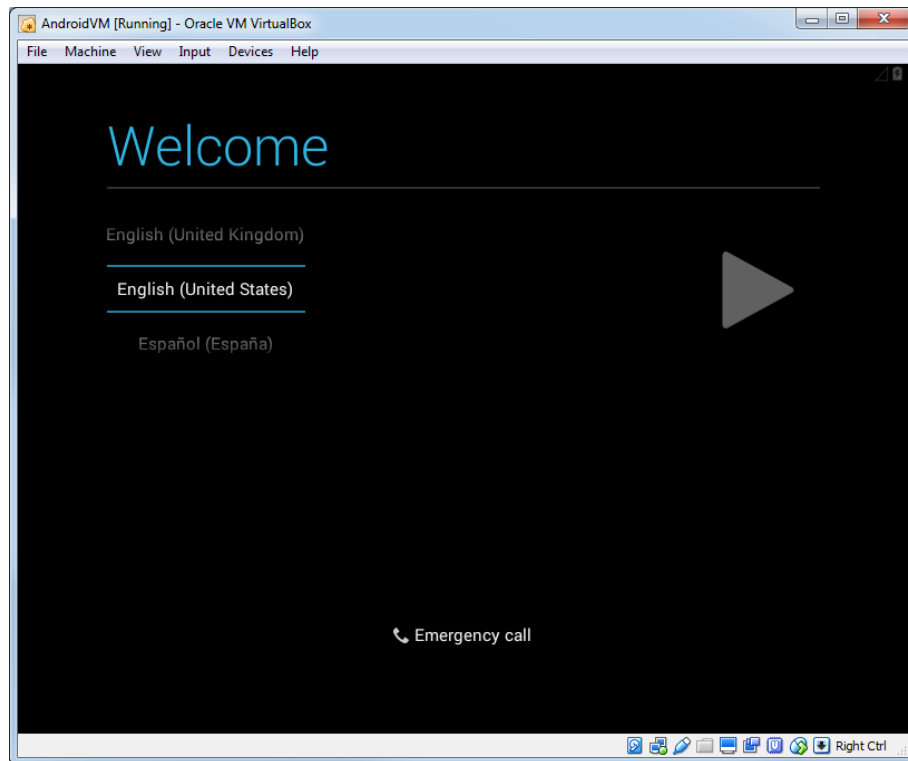 AndroidVM [Running] - Oracle VM VirtualBox
File Machine View Input Devices Help
Welcome
English (United Kingdom)
English (United States)
Español (España)
Emergency call
Right Ctrl